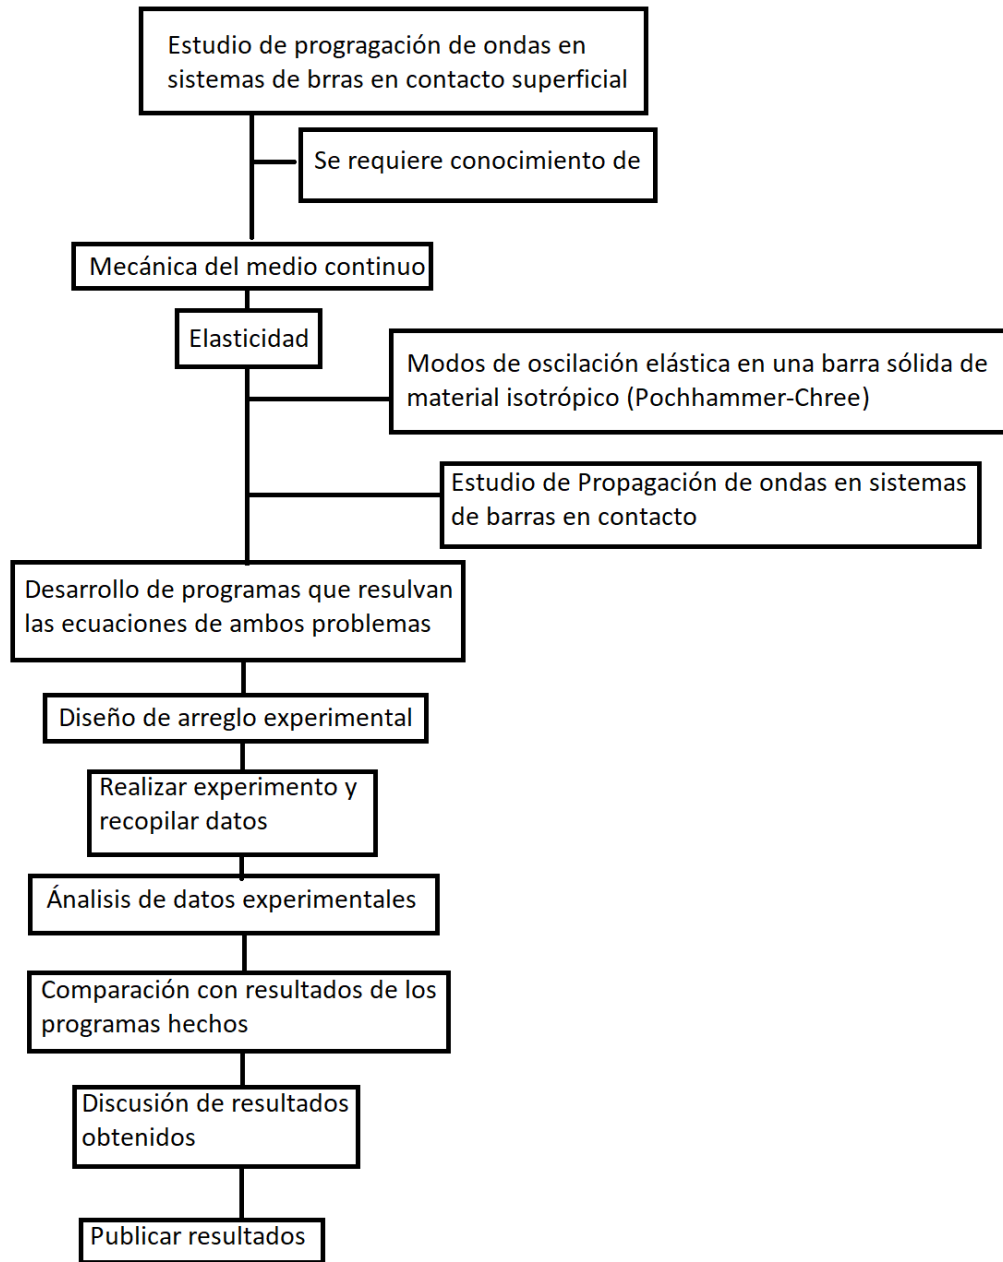 Estudio de progragación de ondas en
sistemas de brras en contacto superficial
Se requiere conocimiento de
Mecánica del medio continuo
Elasticidad
Modos de oscilación elástica en una barra sólida de
material isotrópico (Pochhammer-Chree)
Estudio de Propagación de ondas en sistemas
de barras en contacto
Desarrollo de programas que resulvan
las ecuaciones de ambos problemas
Diseño de arreglo experimental
Realizar experimento y
recopilar datos
Ánalisis de datos experimentales
Comparación con resultados de los
programas hechos
Discusión de resultados
obtenidos
Publicar resultados